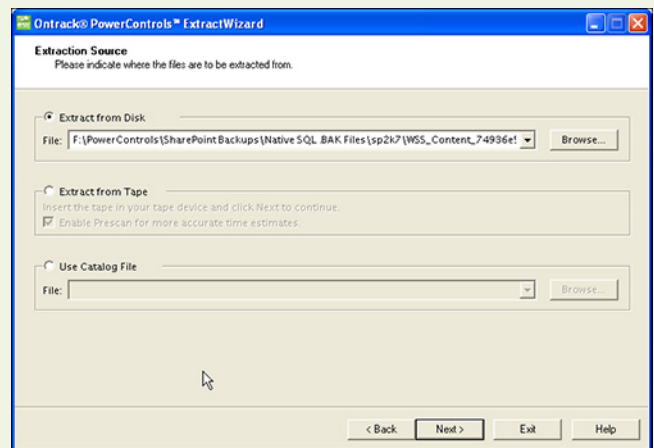 Ontrack® PowerControls™ ExtractWizard
Extraction Source
Please indicate where the files are to be extracted from.
Extract from Disk
File: F:\PowerControls\SharePoint Backups\Native SQL .BAK Files\sp2k7\WSS_Content_74936e! Browse...
Extract from Tape
Insert the tape in your tape device and click Next to continue.
Enable Prescan for more accurate time estimates.
Use Catalog File
File: Browse...
< Back Next > Exit Help